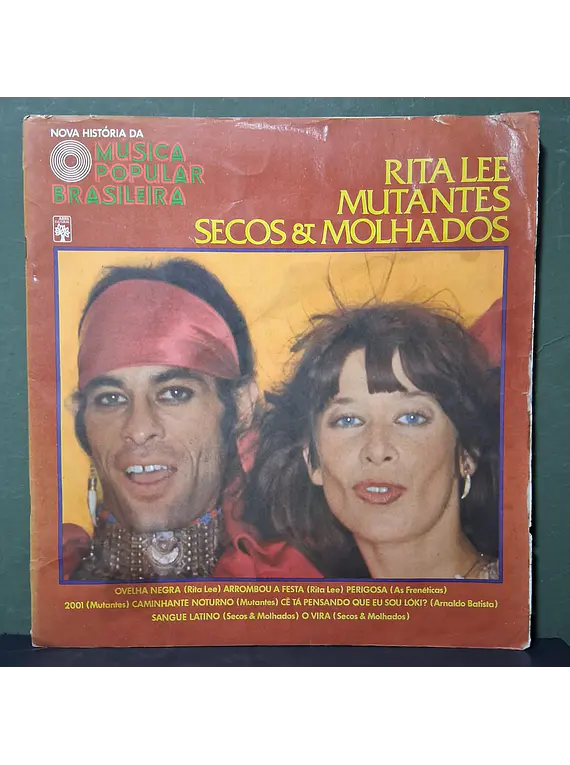 NOVA HISTÓRIA DA
MUSICA
POPULAR
BRASILEIRA
ABRIL
CULTURAL
RITA LEE
MUTANTES
SECOS & MOLHADOS
OVELHA NEGRA (Rita Lee) ARROMBOU A FESTA (Rita Lee) PERIGOSA (As Frenéticas)
2001 (Mutantes) CAMINHANTE NOTURNO (Mutantes) CÊ TÁ PENSANDO QUE EU SOU LÓKI? (Arnaldo Batista)
SANGUE LATINO (Secos & Molhados) O VIRA (Secos & Molhados)